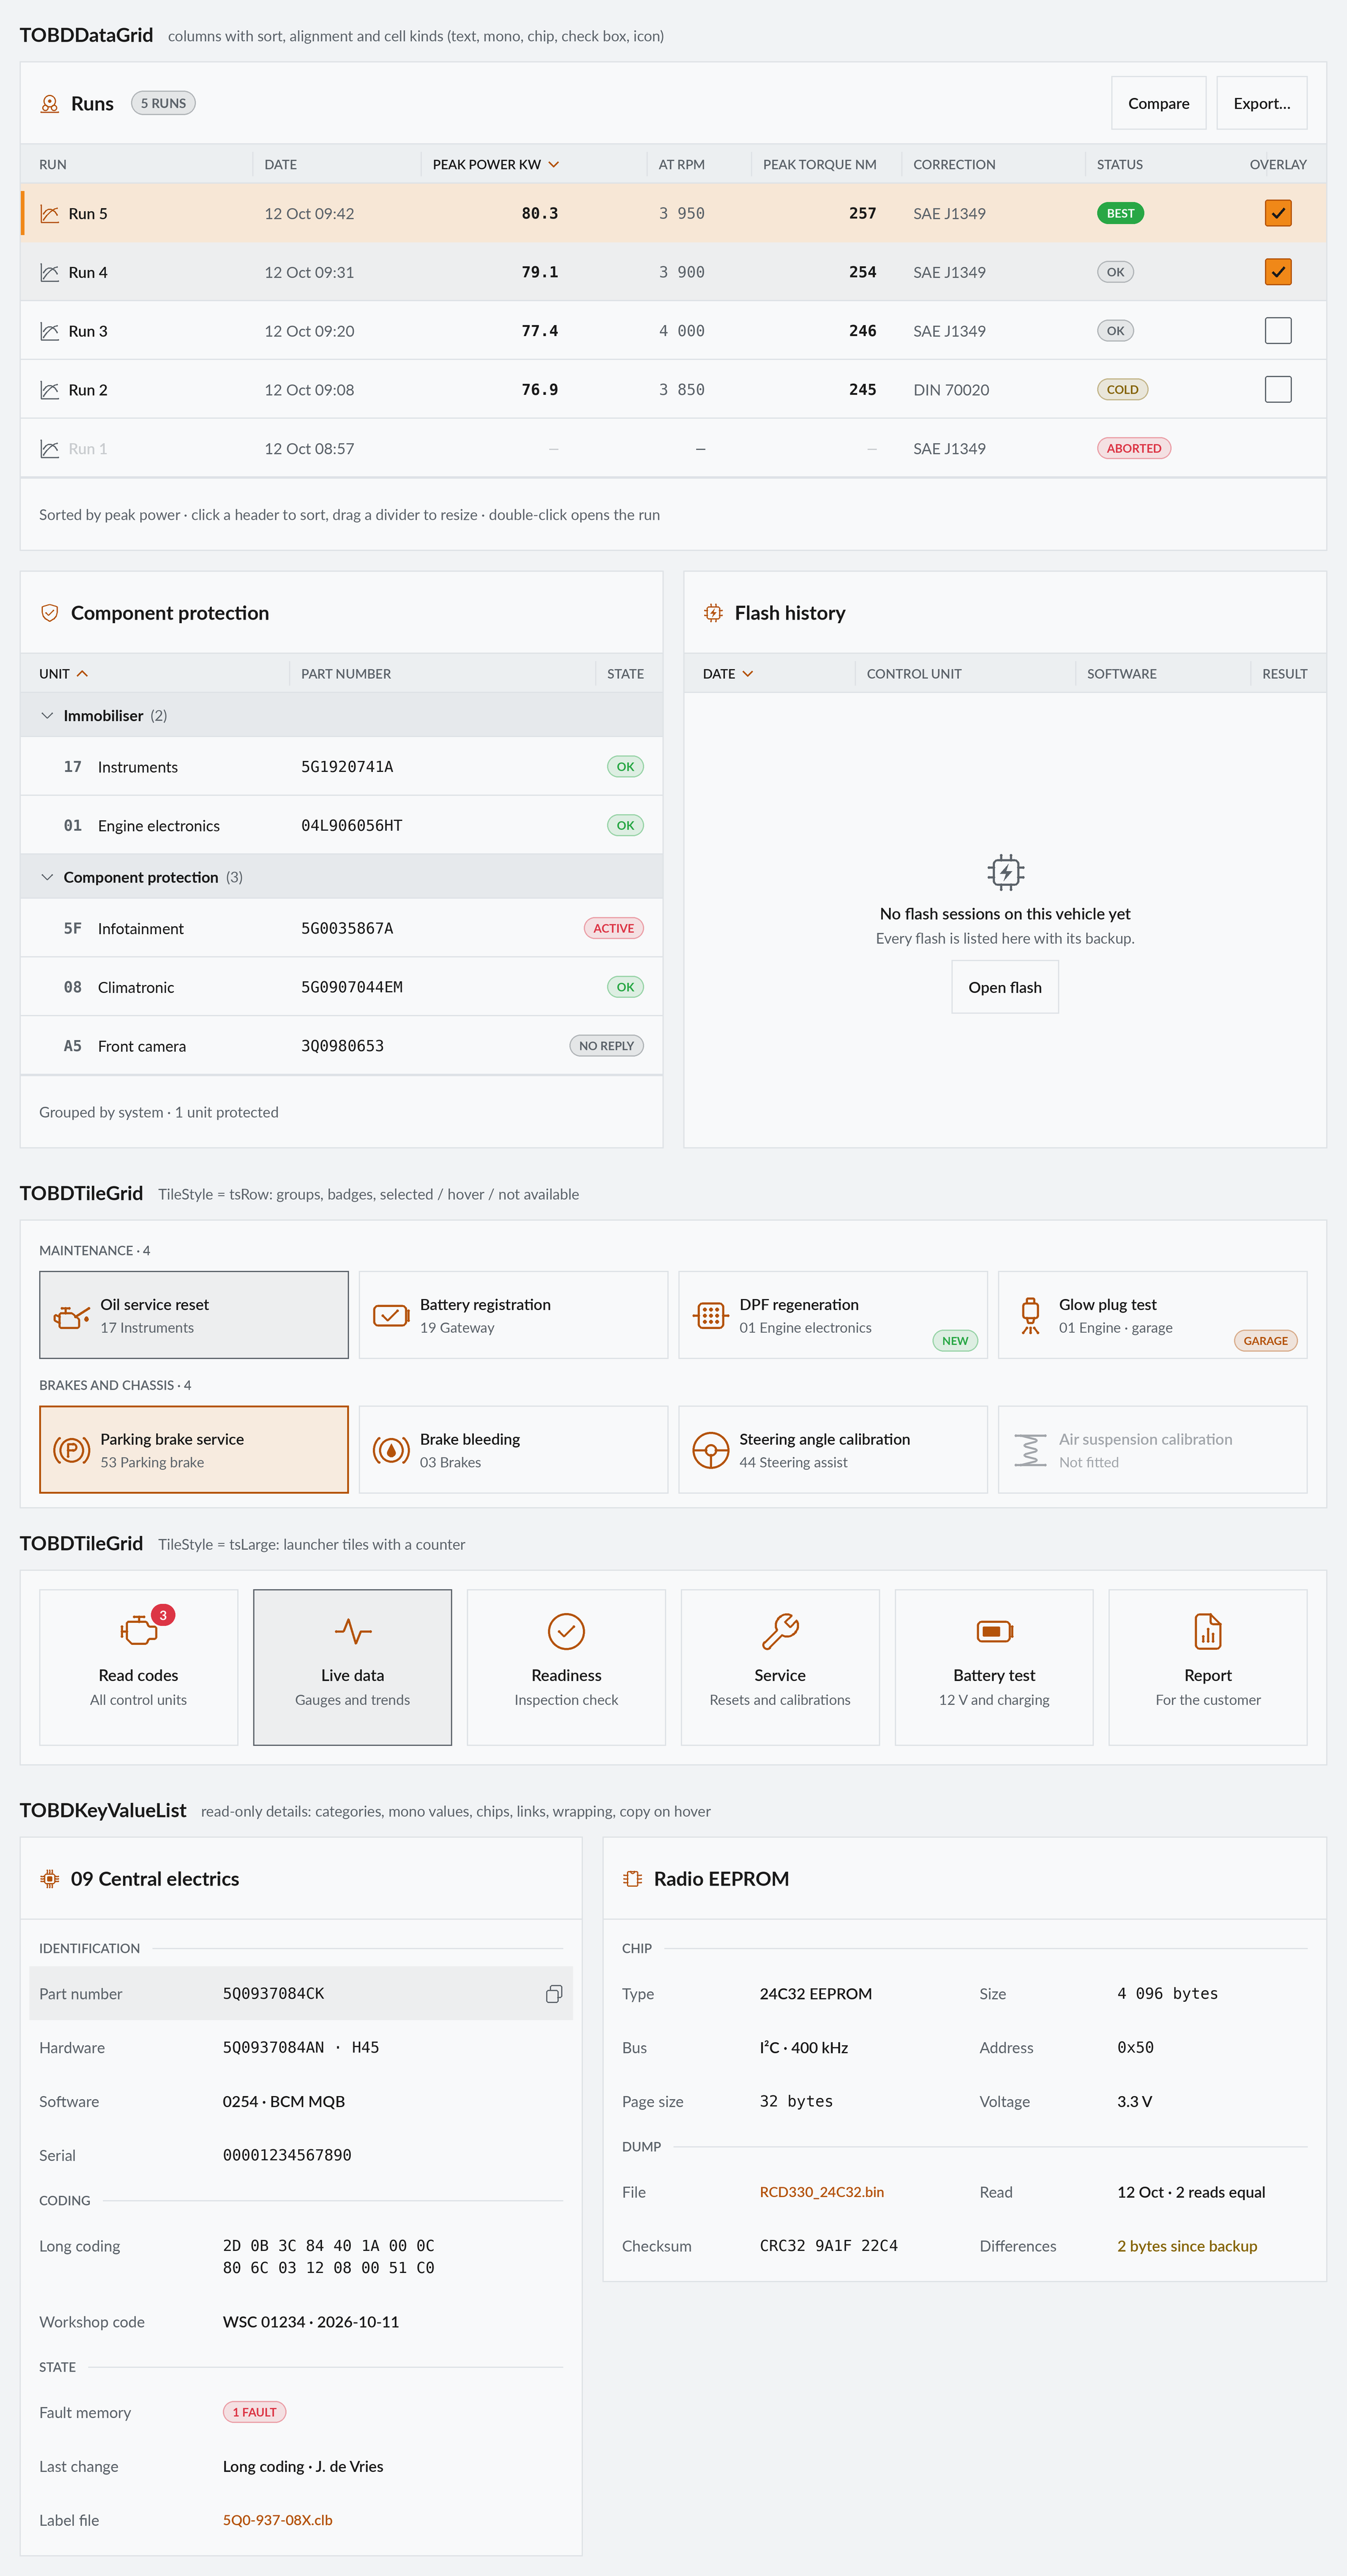 TOBDDataGrid columns with sort, alignment and cell kinds (text, mono, chip, check box, icon)
Runs 5 RUNS Compare Export...
RUN DATE PEAK POWER KW AT RPM PEAK TORQUE NM CORRECTION STATUS OVERLAY
Run 5 12 Oct 09:42 80.3 3 950 257 SAE J1349 BEST
Run 4 12 Oct 09:31 79.1 3 900 254 SAE J1349 OK
Run 3 12 Oct 09:20 77.4 4 000 246 SAE J1349 OK
Run 2 12 Oct 09:08 76.9 3 850 245 DIN 70020 COLD
Run 1 12 Oct 08:57 – – – SAE J1349 ABORTED
Sorted by peak power · click a header to sort, drag a divider to resize · double-click opens the run
Component protection
UNIT PART NUMBER STATE
Immobiliser (2)
17 Instruments 5G1920741A OK
01 Engine electronics 04L906056HT OK
Component protection (3)
5F Infotainment 5G0035867A ACTIVE
08 Climatronic 5G0907044EM OK
A5 Front camera 3Q0980653 NO REPLY
Grouped by system · 1 unit protected
Flash history
DATE CONTROL UNIT SOFTWARE RESULT
No flash sessions on this vehicle yet
Every flash is listed here with its backup.
Open flash
TOBDTileGrid TileStyle = tsRow: groups, badges, selected / hover / not available
MAINTENANCE · 4
Oil service reset
17 Instruments
Battery registration
19 Gateway
DPF regeneration
01 Engine electronics
NEW
Glow plug test
01 Engine · garage
GARAGE
BRAKES AND CHASSIS · 4
Parking brake service
53 Parking brake
Brake bleeding
03 Brakes
Steering angle calibration
44 Steering assist
Air suspension calibration
Not fitted
TOBDTileGrid TileStyle = tsLarge: launcher tiles with a counter
3
Read codes
All control units
Live data
Gauges and trends
Readiness
Inspection check
Service
Resets and calibrations
Battery test
12 V and charging
Report
For the customer
TOBDKeyValueList read-only details: categories, mono values, chips, links, wrapping, copy on hover
09 Central electrics
IDENTIFICATION
Part number 5Q0937084CK
Hardware 5Q0937084AN · H45
Software 0254 · BCM MQB
Serial 00001234567890
CODING
Long coding 2D 0B 3C 84 40 1A 00 0C
80 6C 03 12 08 00 51 C0
Workshop code WSC 01234 · 2026-10-11
STATE
Fault memory 1 FAULT
Last change Long coding · J. de Vries
Label file 5Q0-937-08X.clb
Radio EEPROM
CHIP
Type 24C32 EEPROM Size 4 096 bytes
Bus I²C · 400 kHz Address 0x50
Page size 32 bytes Voltage 3.3 V
DUMP
File RCD330_24C32.bin Read 12 Oct · 2 reads equal
Checksum CRC32 9A1F 22C4 Differences 2 bytes since backup